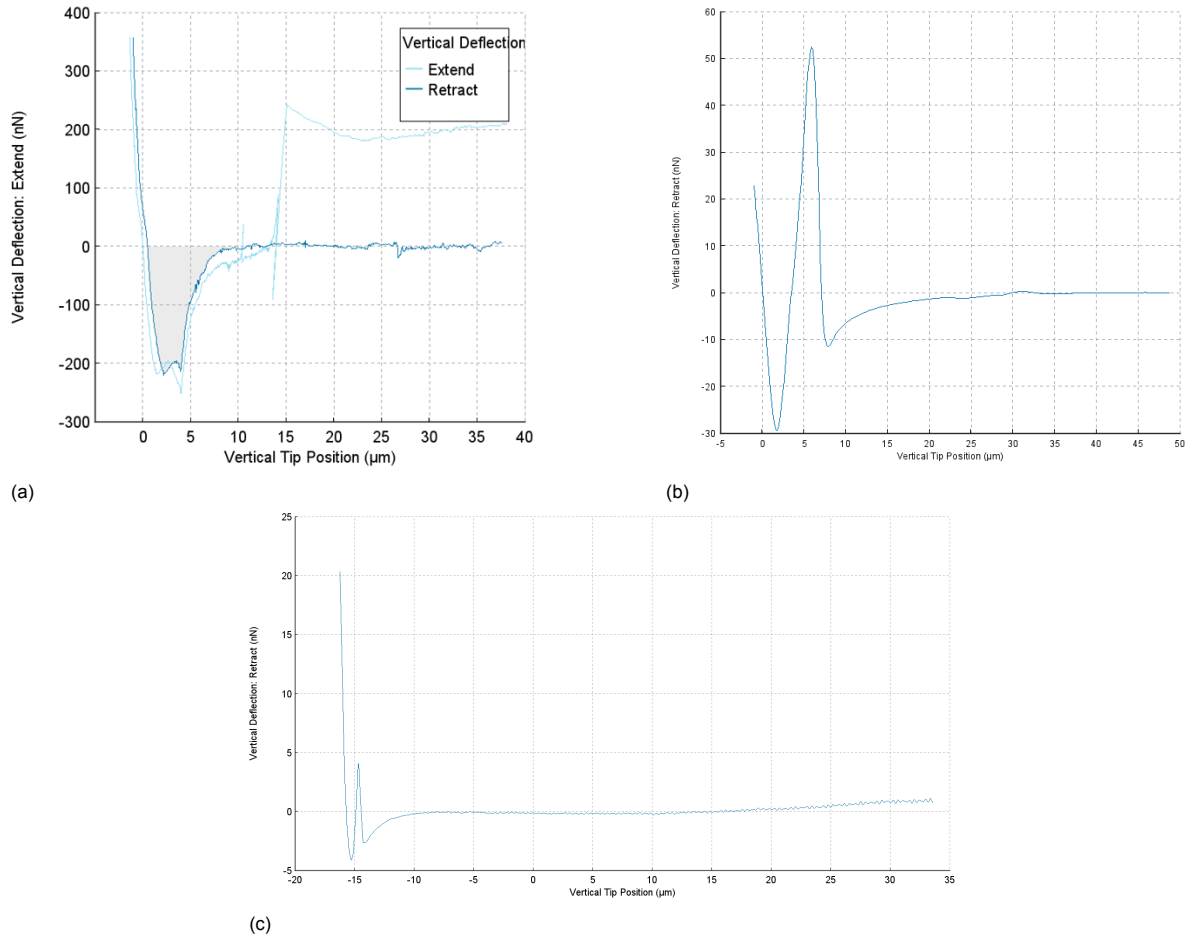 400
300
200
100
0
-100
-200
-300
0 5 10 15 20 25 30 35 40
Vertical Deflection: Extend (nN)
Vertical Tip Position (µm)
Vertical Deflection
Extend
Retract
(a)
60
50
40
30
20
10
0
-10
-20
-30
-5 0 5 10 15 20 25 30 35 40 45 50
Vertical Deflection: Retract (nN)
Vertical Tip Position (µm)
(b)
25
20
15
10
5
0
-5
-20 -15 -10 -5 0 5 10 15 20 25 30 35
Vertical Deflection: Retract (nN)
Vertical Tip Position (µm)
(c)